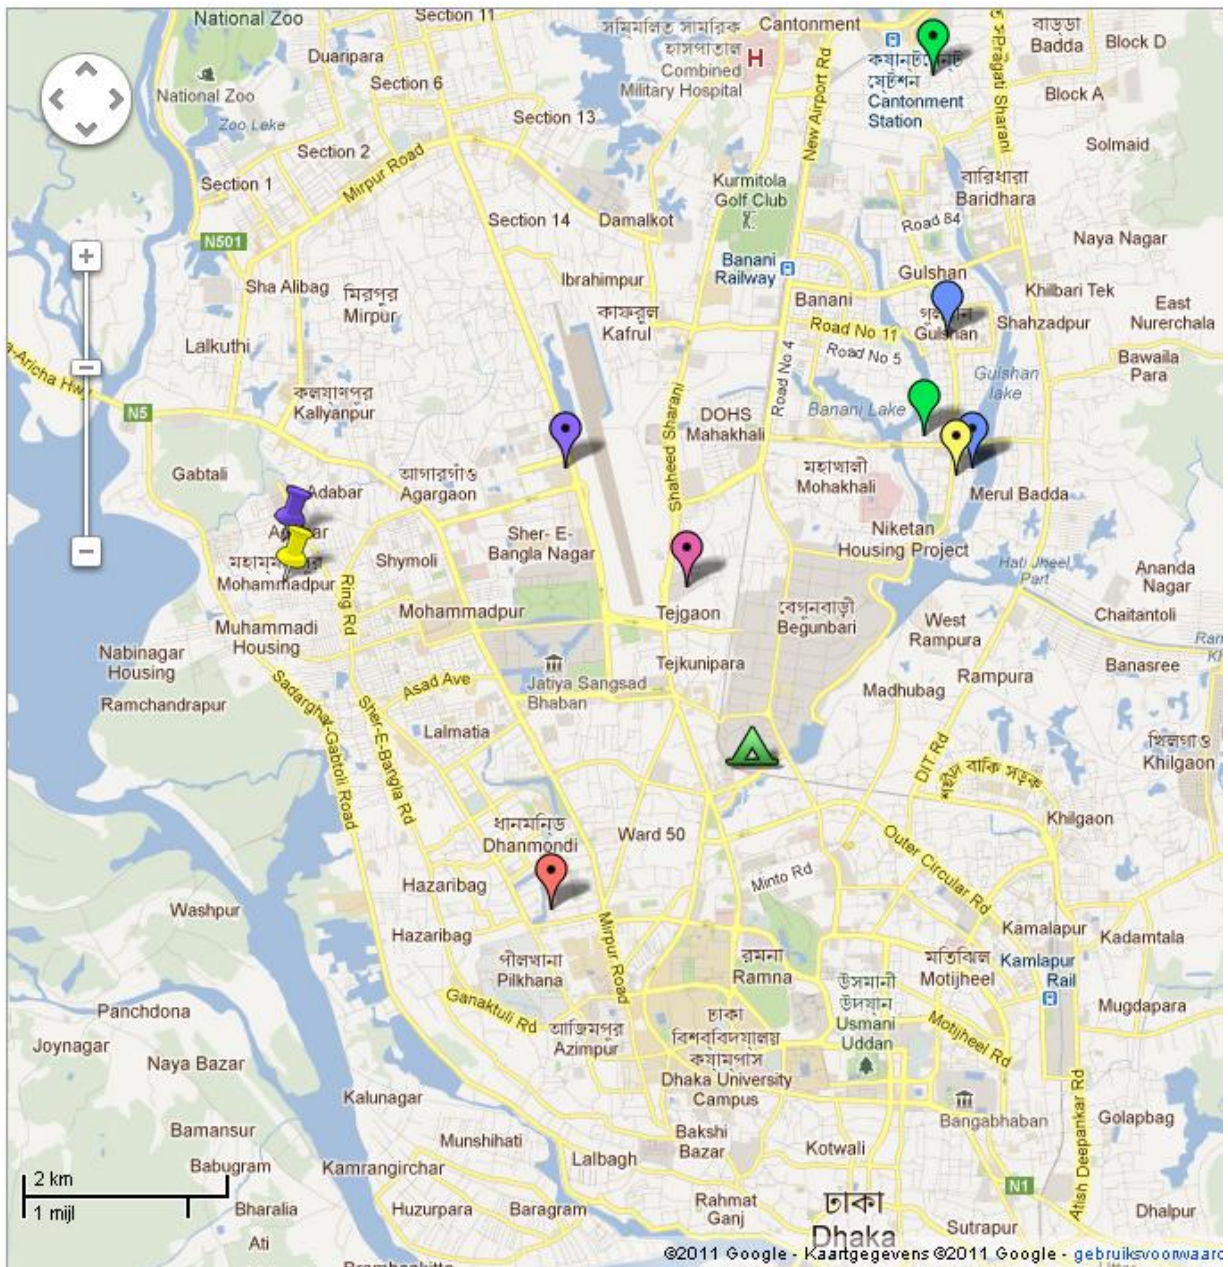 National Zoo
Section 11
Duaripara
Section 6
Combined
Military Hospital
H
Cantonment
Cantonment
Station
Pragati Sharani
বাড্ডা
Badda
Block D
Block A
National Zoo
Zoo Lake
Section 2
Section 13
New Airport Rd
Solmaid
Section 1
Mirpur Road
Kurmitola
Golf Club
বারিধারা
Baridhara
Section 14
Damalkot
Road 84
N501
Naya Nagar
Banani
Railway
Gulshan
Sha Alibag
মিরপুর
Mirpur
Ibrahimpur
Banani
Khilbari Tek
কাফরুল
Kafrul
Road No 11
Gulshan
Shahzadpur
East
Nurerchala
Lalkuthi
Road No 5
Road No 4
Bawaila
Para
a-Aricha Hwy
কল্যাণপুর
Kallyanpur
Gulshan
lake
Banani Lake
N5
Shaheed Sharani
DOHS
Mahakhali
Gabtali
আগারগাঁও
Agargaon
মহাখালী
Mohakhali
Merul Badda
Adabar
Sher- E-
Bangla Nagar
Niketan
Housing Project
Shymoli
Hati Jheel
Part
Ananda
Nagar
Mohammadpur
Ring Rd
Mohammadpur
Tejgaon
বেগুনবাড়ী
Begunbari
Chaitantoli
West
Rampura
Muhammadi
Housing
Nabinagar
Housing
Tejkunipara
Banasree
Rampura
Asad Ave
Jatiya Sangsad
Bhaban
Madhubag
Ramchandrapur
Sadarghat-Gabtoli Road
Sher-E-Bangla Rd
Lalmatia
খিলগাও
Khilgaon
DIT Rd
শহীদ বাকি সড়ক
Dhanmondi
Ward 50
Khilgaon
Outer Circular Rd
Hazaribag
Minto Rd
Washpur
Hazaribag
Kamalapur
Kadamtala
Mirpur Road
পীলখানা
Pilkhana
রমনা
Ramna
মতিঝিল
Motijheel
Kamlapur
Rail
উসমানী
উদ্যান
Usmani
Uddan
Panchdona
Ganaktuli Rd
Mugdapara
আজিমপুর
Azimpur
ঢাকা
বিশ্ববিদ্যালয়
ক্যাম্পাস
Dhaka University
Campus
Motijheel Rd
Joynagar
Naya Bazar
Kalunagar
Bangabhaban
Golapbag
Bamansur
Munshihati
Bakshi
Bazar
Kotwali
Atish Deepankar Rd
Babugram
Kamrangirchar
Lalbagh
2 km
1 mijl
N1
Bharalia
Huzurpara
Baragram
Rahmat
Ganj
ঢাকা
Dhaka
Sutrapur
Dhalpur
Ati
©2011 Google - Kaartgegevens ©2011 Google - gebruiksvoorwaard